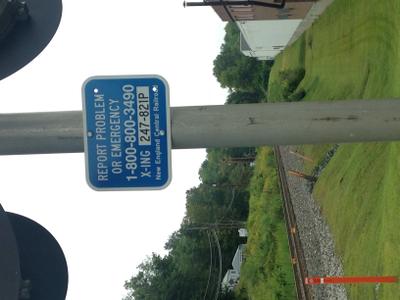 REPORT PROBLEM
OR EMERGENCY
1-800-800-3490
X-ING 247-821P
New England Central Railroad